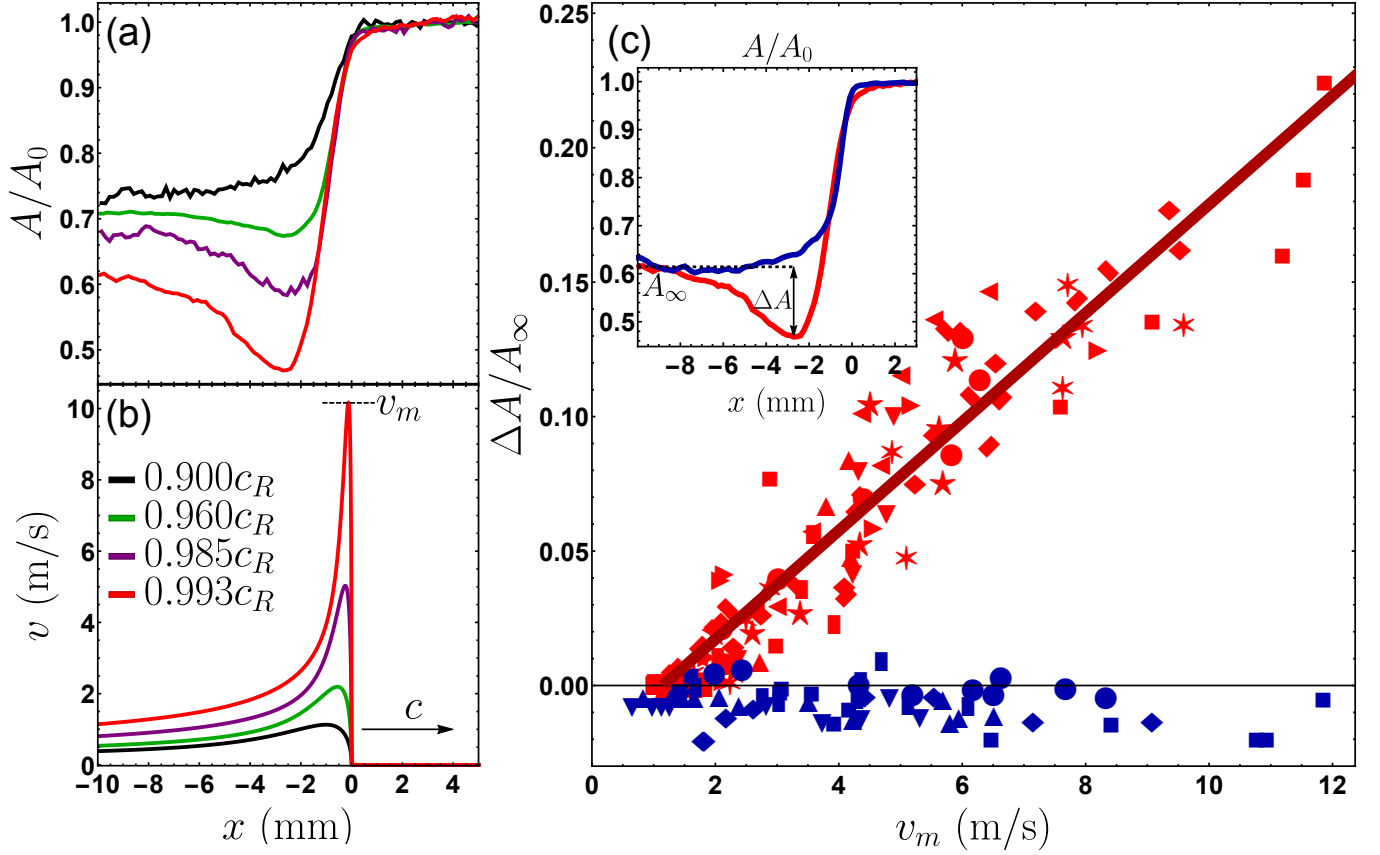 (a)
A/A₀
1.0
0.9
0.8
0.7
0.6
0.5
(b)
v (m/s)
10
8
6
4
2
0
v_m
0.900c_R
0.960c_R
0.985c_R
0.993c_R
c
−10 −8 −6 −4 −2 0 2 4
x (mm)
(c)
ΔA/A∞
0.25
0.20
0.15
0.10
0.05
0.00
A/A₀
1.0
0.9
0.8
0.7
0.6
0.5
A∞
ΔA
−8 −6 −4 −2 0 2
x (mm)
0 2 4 6 8 10 12
v_m (m/s)